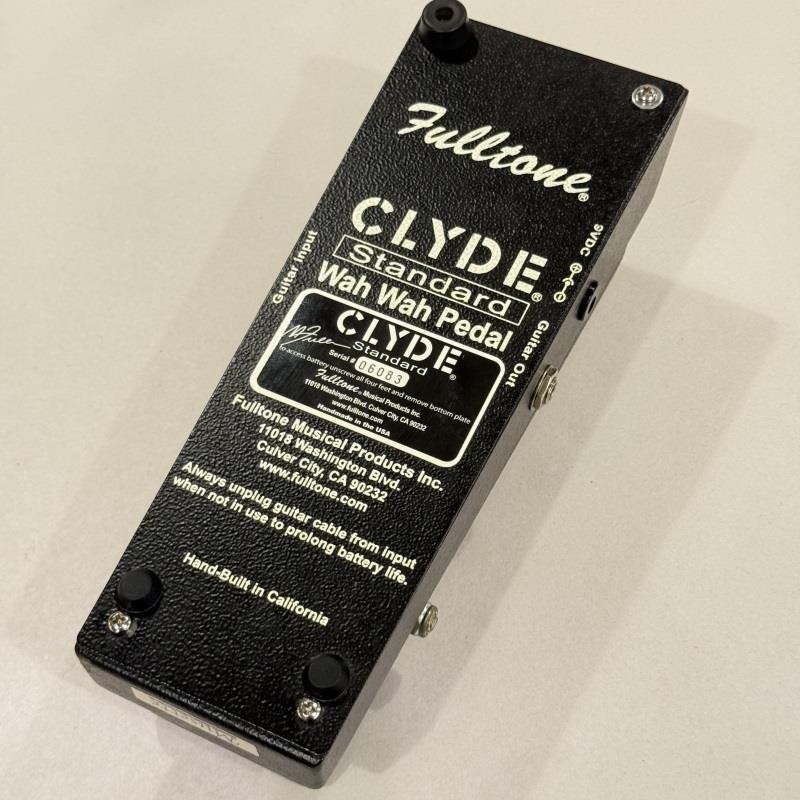 Fulltone®
CLYDE®
Standard
Wah Wah Pedal
Guitar Input
9VDC
Guitar Out
CLYDE®
Standard
Serial # 06083
To access battery unscrew all four feet and remove bottom plate
Fulltone® Musical Products Inc.
11018 Washington Blvd. Culver City, CA 90232
www.fulltone.com
Handmade in the USA
Fulltone Musical Products Inc.
11018 Washington Blvd.
Culver City, CA 90232
www.fulltone.com
Always unplug guitar cable from input
when not in use to prolong battery life.
Hand-Built in California